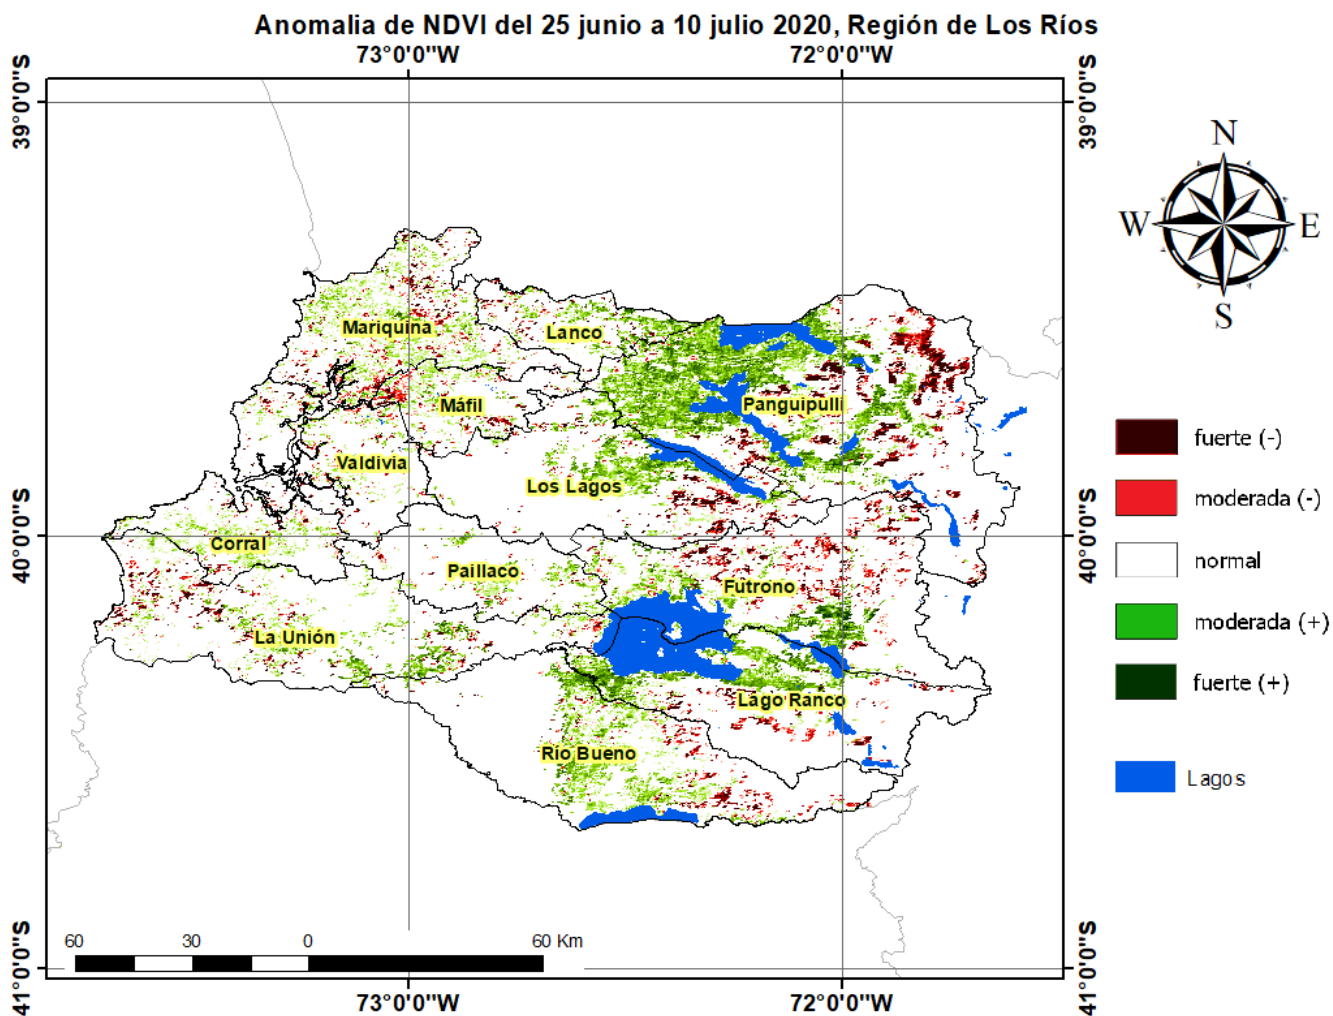 Anomalia de NDVI del 25 junio a 10 julio 2020, Región de Los Ríos
73°0'0"W 72°0'0"W
39°0'0"S 39°0'0"S
N
W E
S
Mariquina
Lanco
Panguipulli
Máfil
Valdivia
Los Lagos
Corral
Paillaco
Futrono
La Unión
Lago Ranco
Río Bueno
40°0'0"S 40°0'0"S
fuerte (-)
moderada (-)
normal
moderada (+)
fuerte (+)
Lagos
60 30 0 60 Km
41°0'0"S 41°0'0"S
73°0'0"W 72°0'0"W